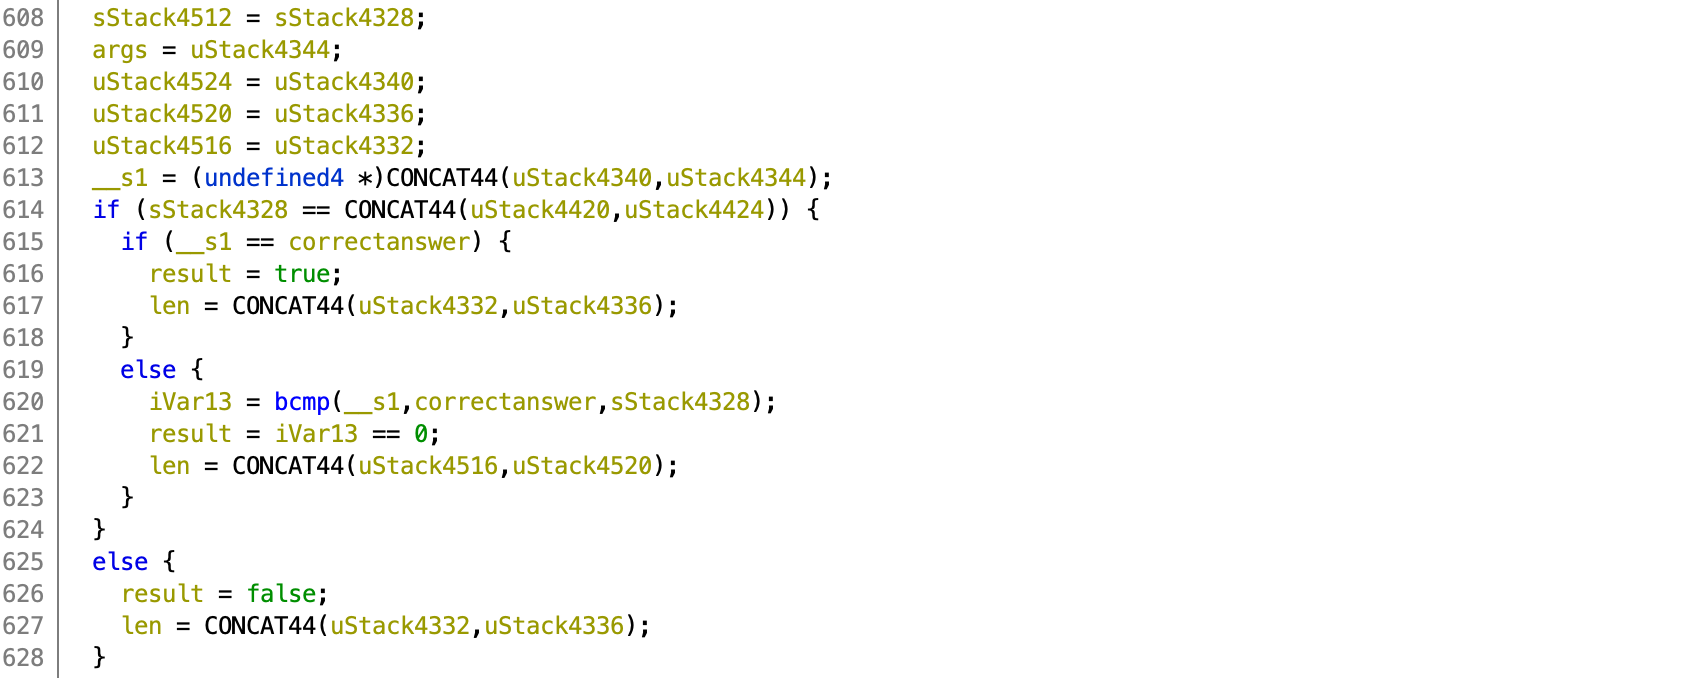 608 sStack4512 = sStack4328;
609 args = uStack4344;
610 uStack4524 = uStack4340;
611 uStack4520 = uStack4336;
612 uStack4516 = uStack4332;
613 __s1 = (undefined4 *)CONCAT44(uStack4340,uStack4344);
614 if (sStack4328 == CONCAT44(uStack4420,uStack4424)) {
615 if (__s1 == correctanswer) {
616 result = true;
617 len = CONCAT44(uStack4332,uStack4336);
618 }
619 else {
620 iVar13 = bcmp(__s1,correctanswer,sStack4328);
621 result = iVar13 == 0;
622 len = CONCAT44(uStack4516,uStack4520);
623 }
624 }
625 else {
626 result = false;
627 len = CONCAT44(uStack4332,uStack4336);
628 }